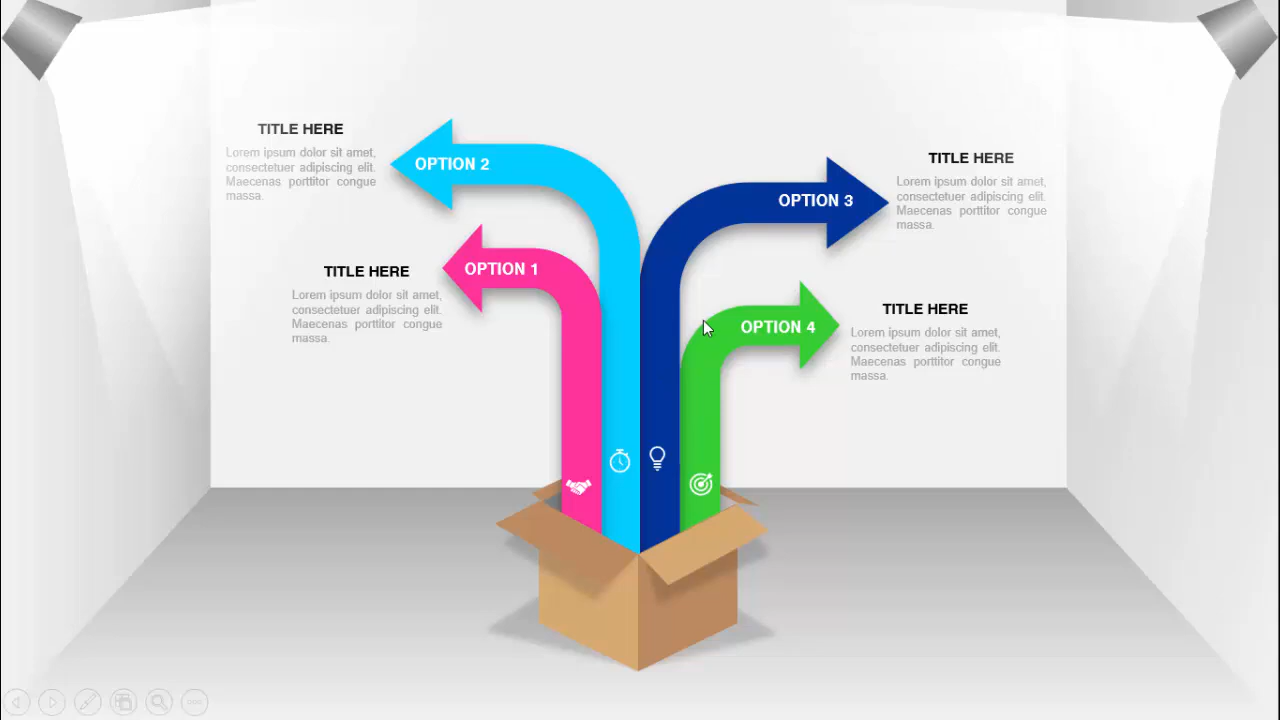 TITLE HERE
Lorem ipsum dolor sit amet,
consectetuer adipiscing elit.
Maecenas porttitor congue
massa.
OPTION 2
TITLE HERE
Lorem ipsum dolor sit amet,
consectetuer adipiscing elit.
Maecenas porttitor congue
massa.
OPTION 1
OPTION 3
TITLE HERE
Lorem ipsum dolor sit amet,
consectetuer adipiscing elit.
Maecenas porttitor congue
massa.
OPTION 4
TITLE HERE
Lorem ipsum dolor sit amet,
consectetuer adipiscing elit.
Maecenas porttitor congue
massa.